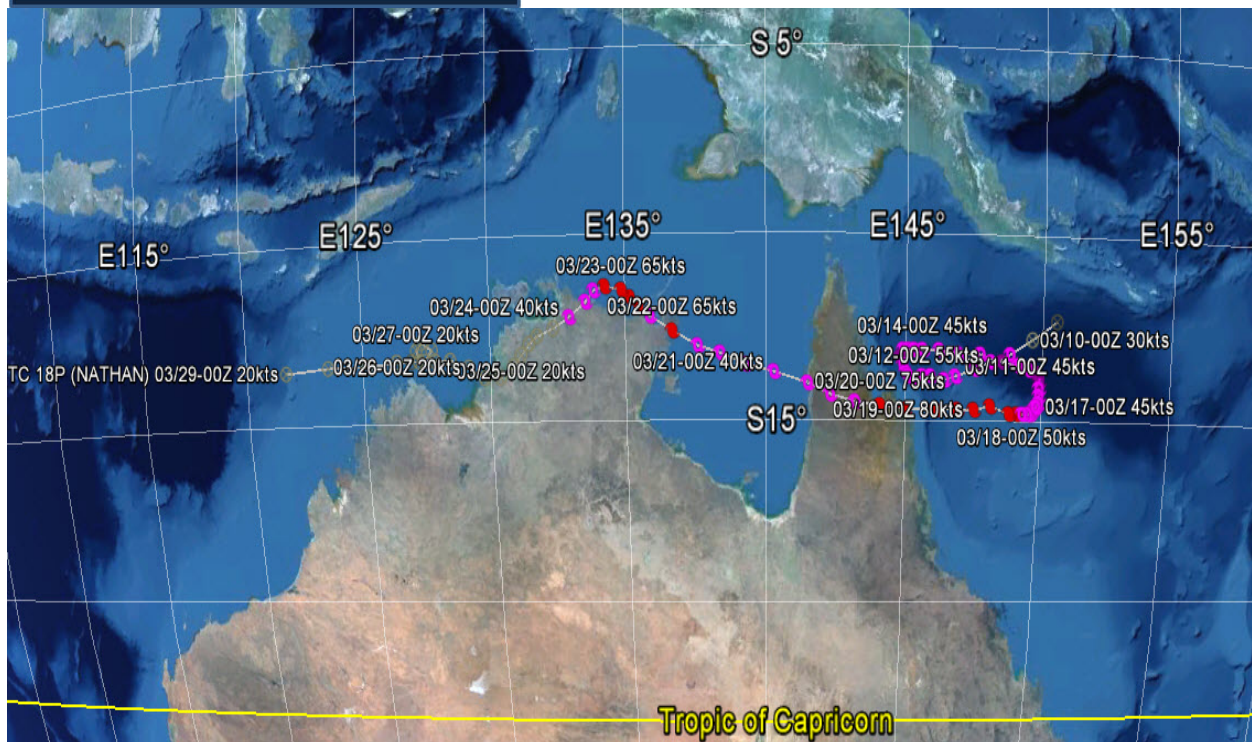 S 5°
E135°
E145°
E125°
E155°
E115°
03/23-00Z 65kts
03/24-00Z 40kts
03/22-00Z 65kts
03/14-00Z 45kts
03/27-00Z 20kts
03/10-00Z 30kts
03/12-00Z 55kts
03/21-00Z 40kts
03/11-00Z 45kts
TC 18P (NATHAN) 03/29-00Z 20kts
03/26-00Z 20kts
03/25-00Z 20kts
03/20-00Z 75kts
03/19-00Z 80kts
03/17-00Z 45kts
S15°
03/18-00Z 50kts
Tropic of Capricorn